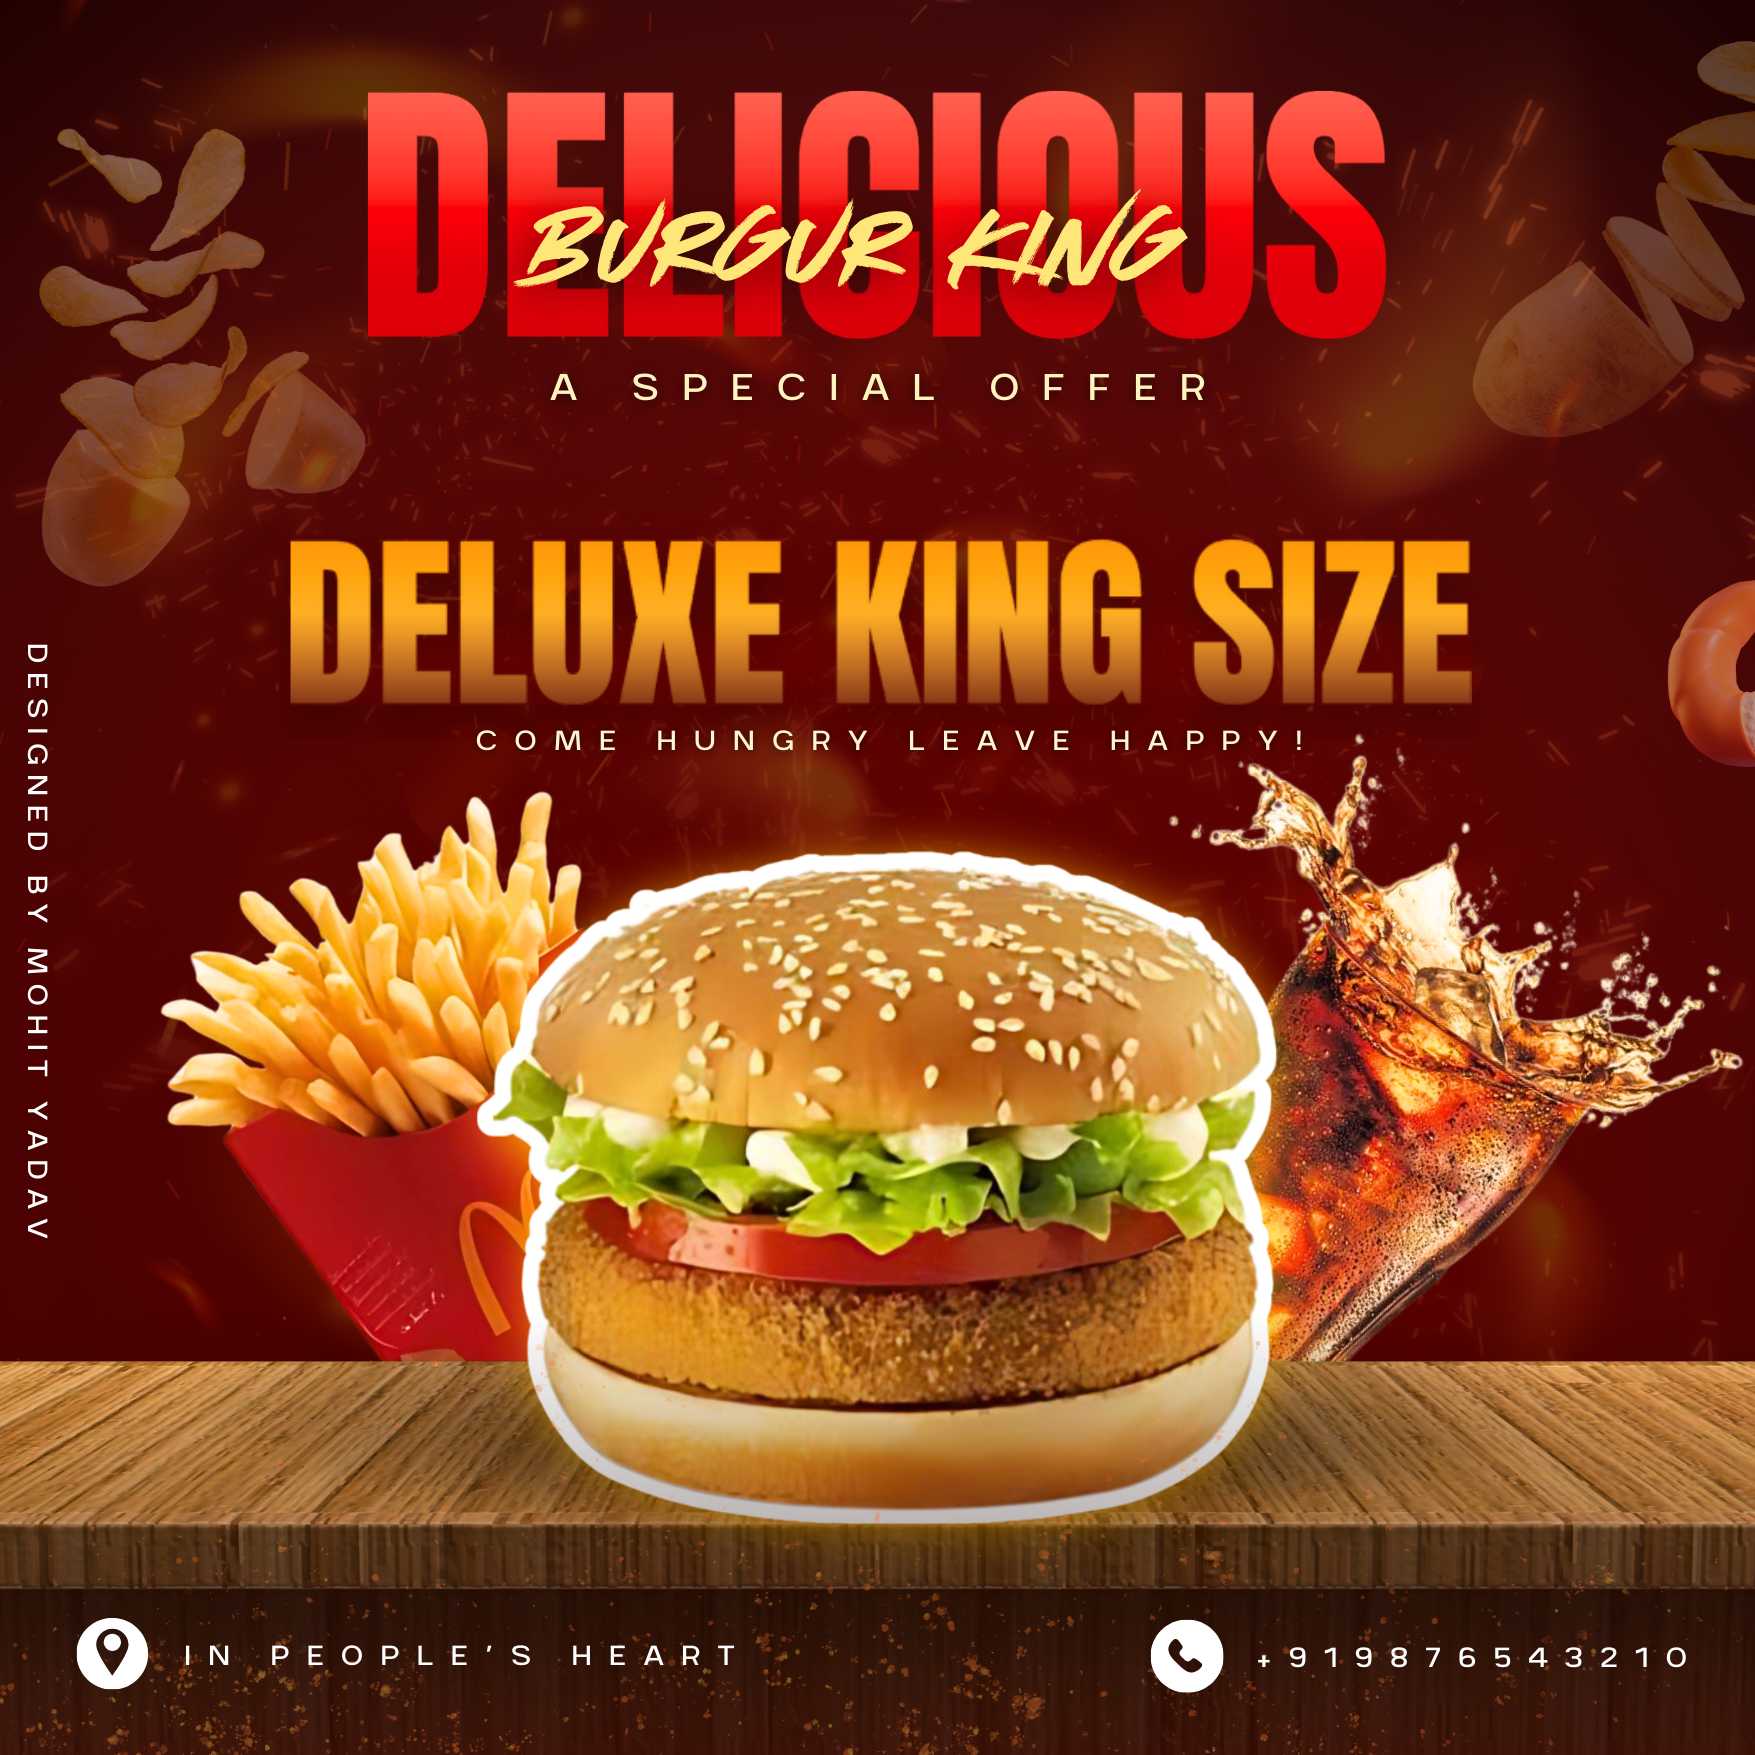 DELICIOUS
BURGUR KING
A SPECIAL OFFER
DELUXE KING SIZE
COME HUNGRY LEAVE HAPPY!
DESIGNED BY MOHIT YADAV
IN PEOPLE'S HEART
+919876543210